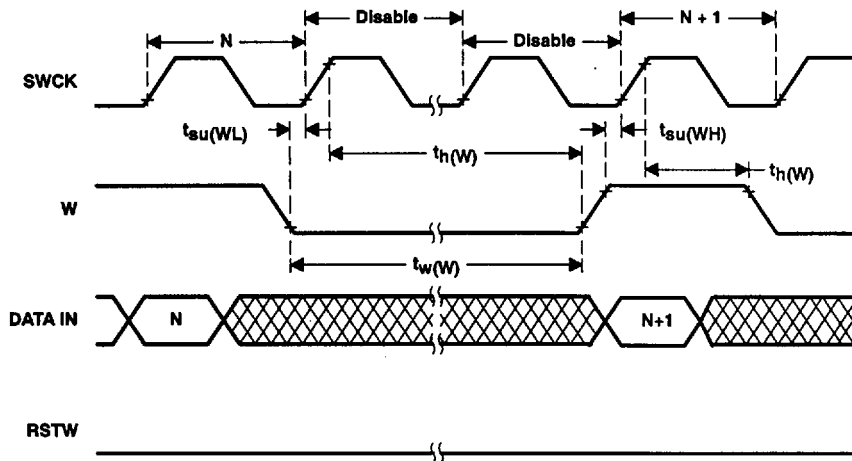 Disable
N
Disable
N + 1
SWCK
tsu(WL)
tsu(WH)
th(W)
th(W)
W
tw(W)
DATA IN
N
N+1
RSTW